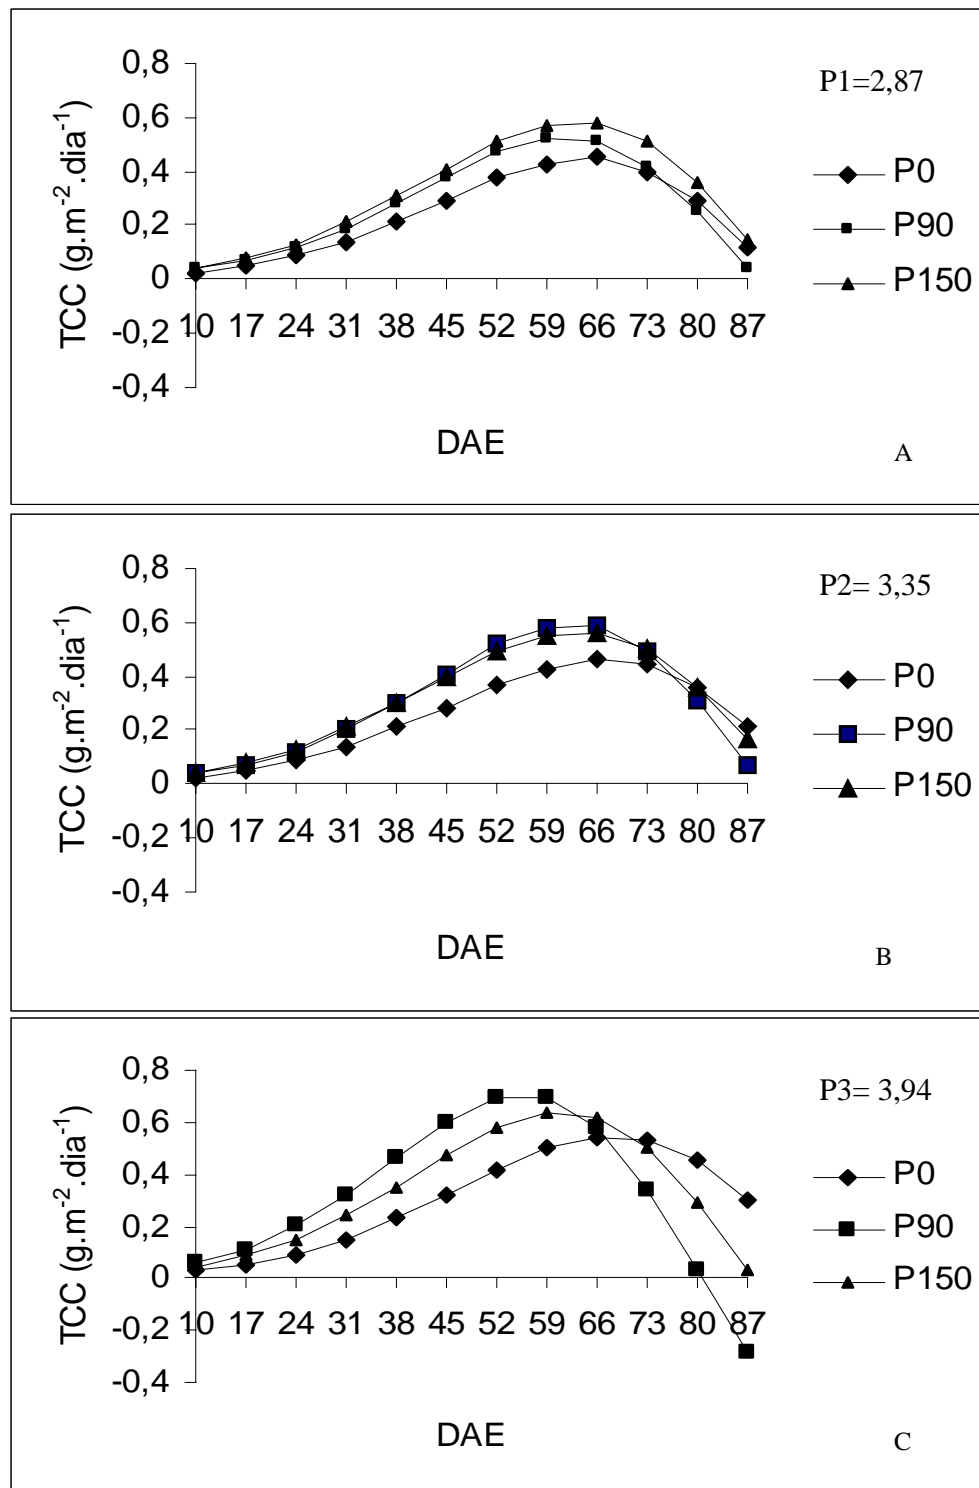 0,8
P1=2,87
0,6
P0
0,4
P90
0,2
P150
0
10 17 24 31 38 45 52 59 66 73 80 87
-0,2
-0,4
TCC (g.m-2.dia-1)
DAE
A
0,8
P2= 3,35
0,6
P0
0,4
P90
0,2
P150
0
10 17 24 31 38 45 52 59 66 73 80 87
-0,2
-0,4
TCC (g.m-2.dia-1)
DAE
B
0,8
P3= 3,94
0,6
P0
0,4
P90
0,2
P150
0
10 17 24 31 38 45 52 59 66 73 80 87
-0,2
-0,4
TCC (g.m-2.dia-1)
DAE
C